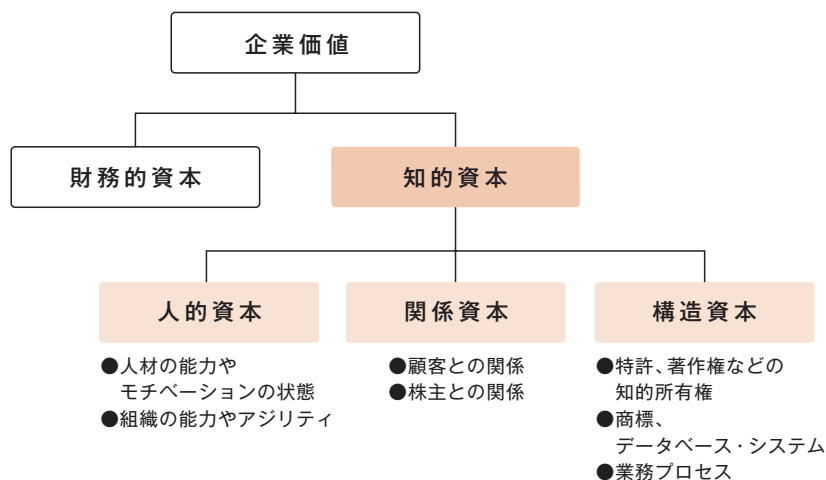 企業価値
財務的資本
知的資本
人的資本
●人材の能力や
モチベーションの状態
●組織の能力やアジリティ
関係資本
●顧客との関係
●株主との関係
構造資本
●特許、著作権などの
知的所有権
●商標、
データベース・システム
●業務プロセス